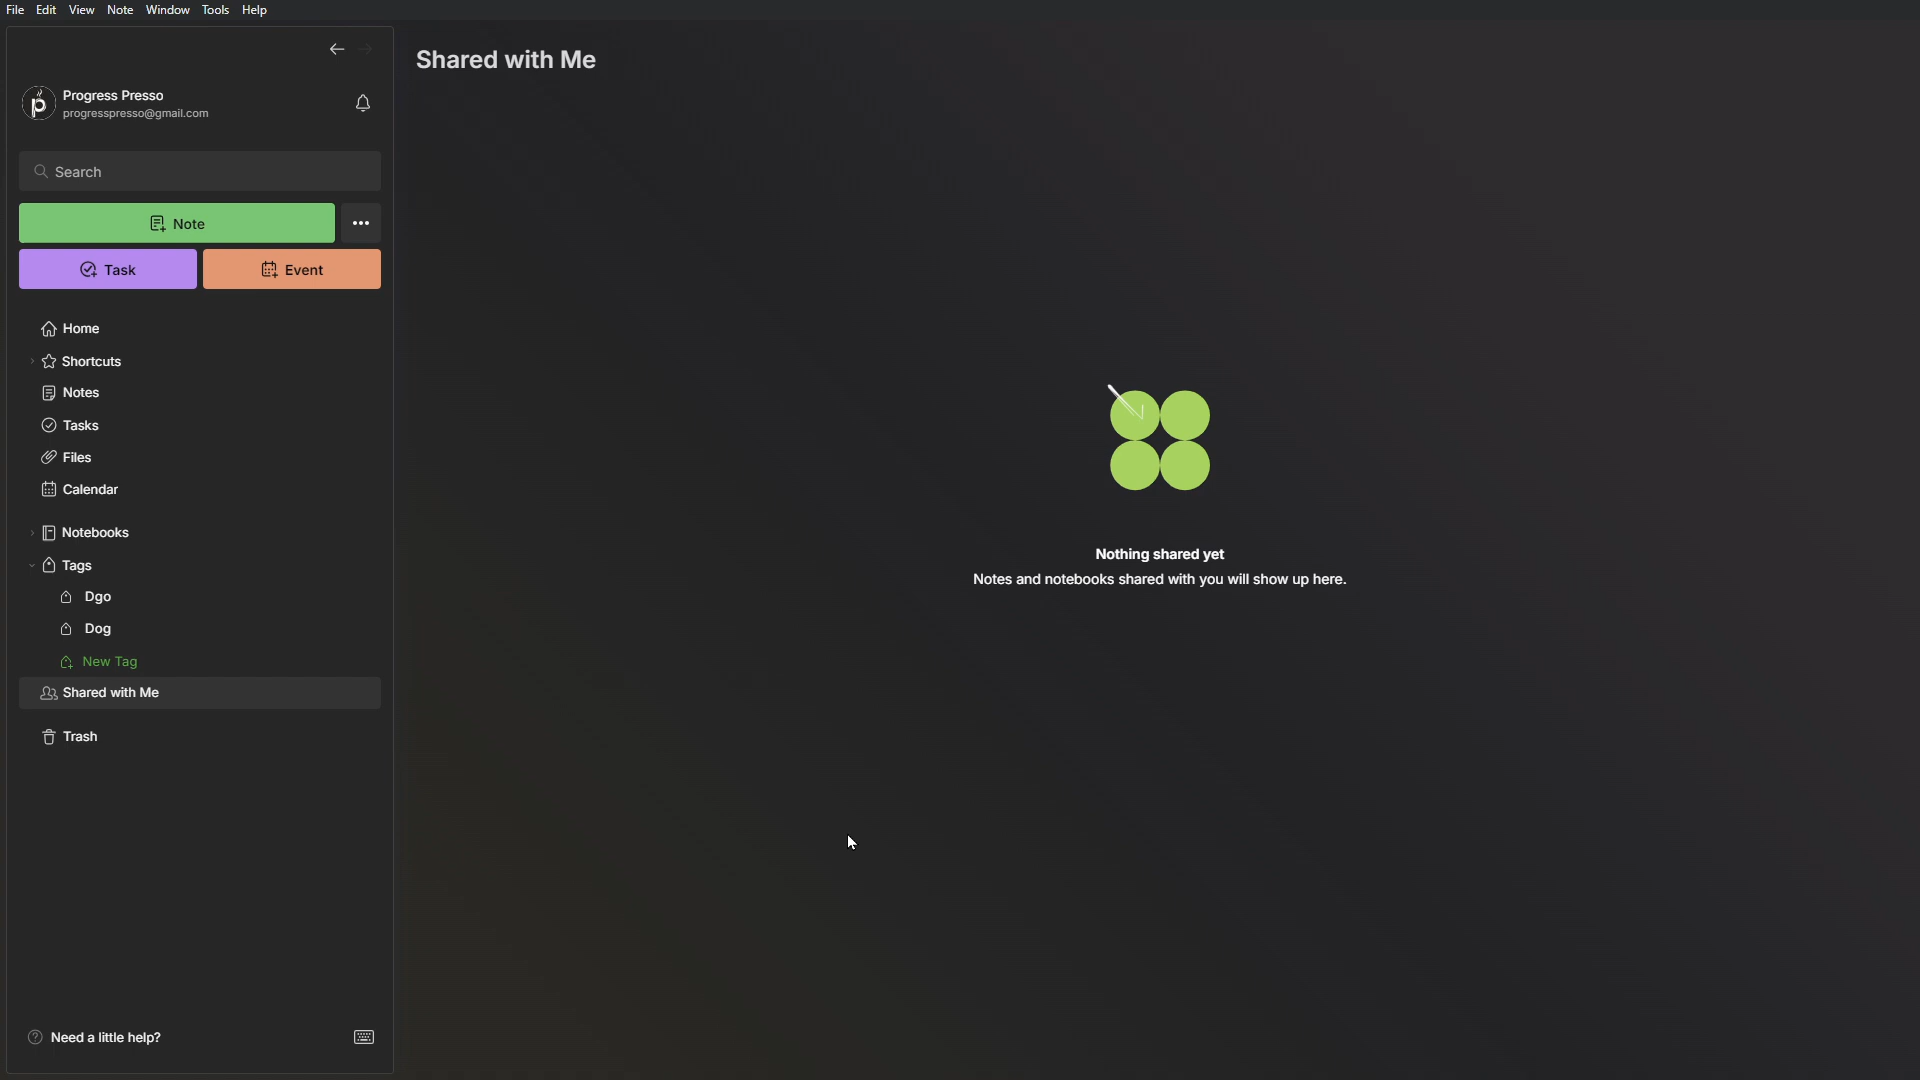 File Edit View Note Window Tools Help
Shared with Me
Progress Presso
progresspresso@gmail.com
Search
Note
Task Event
Home
Shortcuts
Notes
Tasks
Files
Calendar
Notebooks
Tags
Dgo
Dog
New Tag
Shared with Me
Trash
Nothing shared yet
Notes and notebooks shared with you will show up here.
Need a little help?